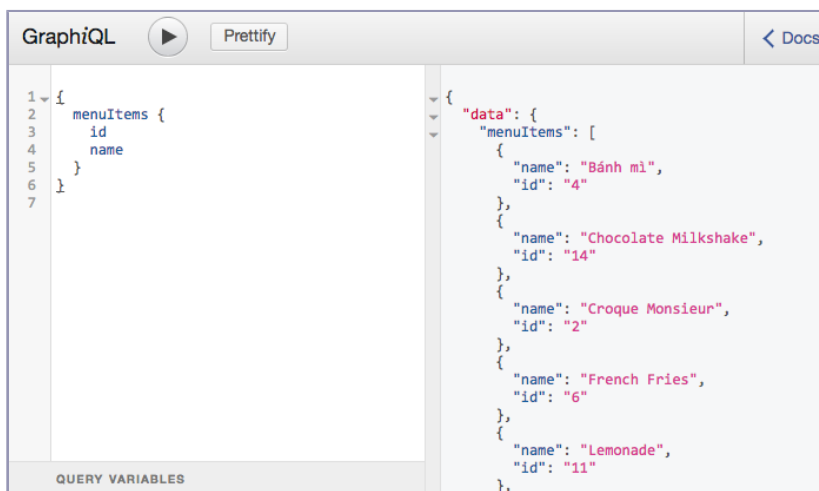 GraphiQL
Prettify
Docs
1 {
2 menuItems {
3 id
4 name
5 }
6 }
7
QUERY VARIABLES
{
"data": {
"menuItems": [
{
"name": "Bánh mì",
"id": "4"
},
{
"name": "Chocolate Milkshake",
"id": "14"
},
{
"name": "Croque Monsieur",
"id": "2"
},
{
"name": "French Fries",
"id": "6"
},
{
"name": "Lemonade",
"id": "11"
},